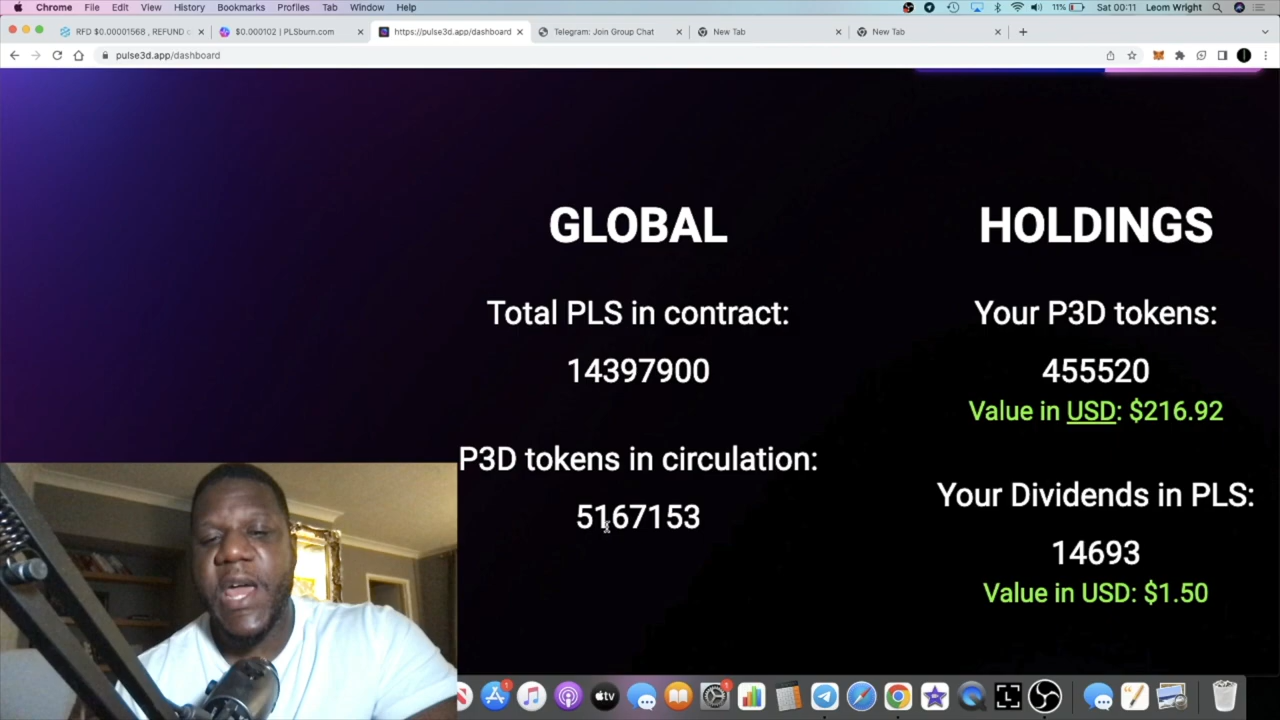 Chrome File Edit View History Bookmarks Profiles Tab Window Help 11% Sat 00:11 Leom Wright
RFD $0.00001568 , REFUND $0.000102 | PLSburn.com https://pulse3d.app/dashboard Telegram: Join Group Chat New Tab New Tab
pulse3d.app/dashboard
GLOBAL
Total PLS in contract:
14397900
P3D tokens in circulation:
5167153
HOLDINGS
Your P3D tokens:
455520
Value in USD: $216.92
Your Dividends in PLS:
14693
Value in USD: $1.50
tv